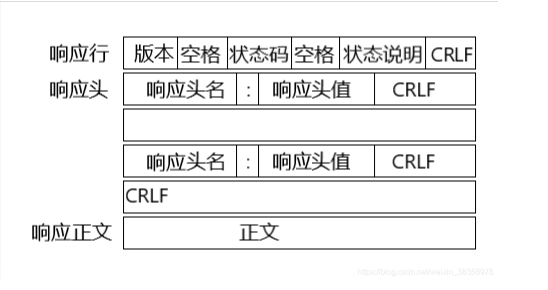 响应行 版本 空格 状态码 空格 状态说明 CRLF
响应头 响应头名 : 响应头值 CRLF
响应头名 : 响应头值 CRLF
CRLF
响应正文 正文